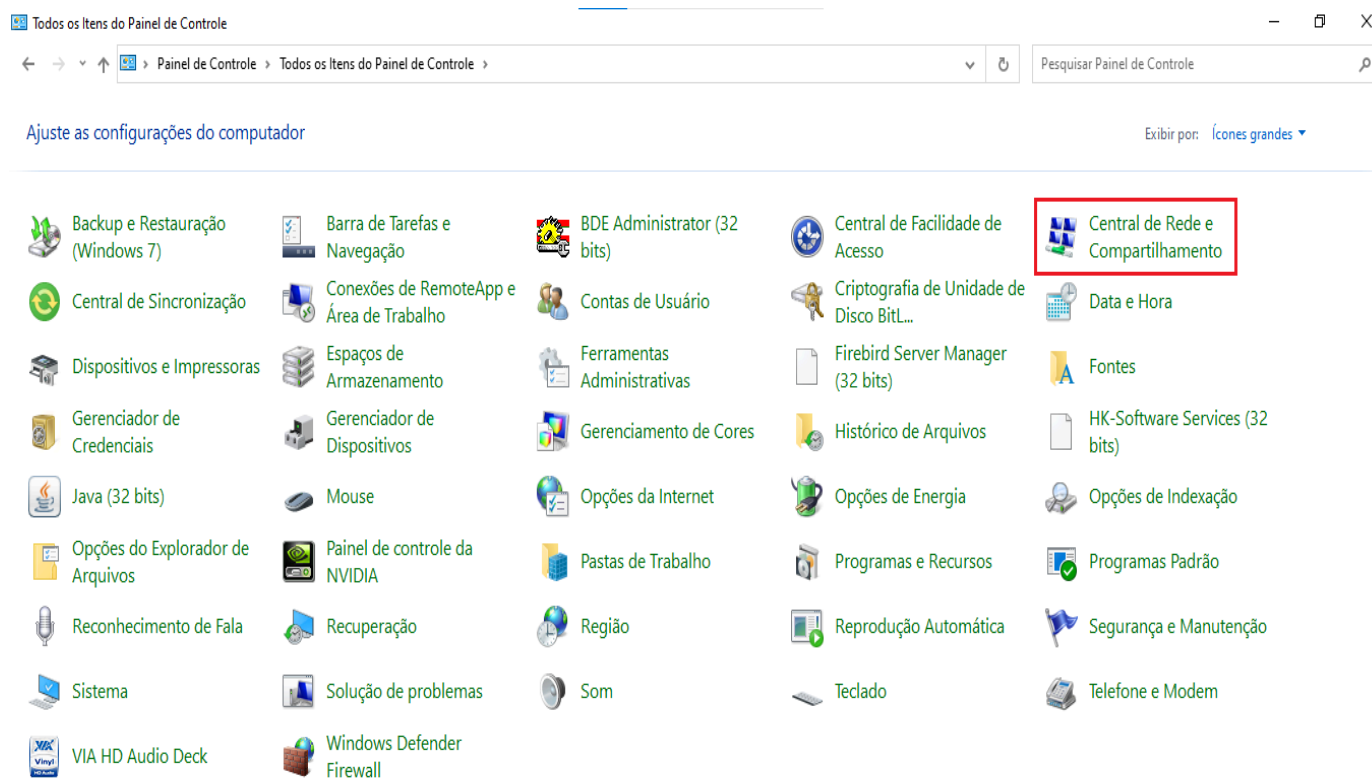 Todos os Itens do Painel de Controle
Painel de Controle > Todos os Itens do Painel de Controle >
Pesquisar Painel de Controle
Ajuste as configurações do computador
Exibir por: Ícones grandes
Backup e Restauração
(Windows 7)
Barra de Tarefas e
Navegação
BDE Administrator (32
bits)
Central de Facilidade de
Acesso
Central de Rede e
Compartilhamento
Central de Sincronização
Conexões de RemoteApp e
Área de Trabalho
Contas de Usuário
Criptografia de Unidade de
Disco BitL...
Data e Hora
Dispositivos e Impressoras
Espaços de
Armazenamento
Ferramentas
Administrativas
Firebird Server Manager
(32 bits)
Fontes
Gerenciador de
Credenciais
Gerenciador de
Dispositivos
Gerenciamento de Cores
Histórico de Arquivos
HK-Software Services (32
bits)
Java (32 bits)
Mouse
Opções da Internet
Opções de Energia
Opções de Indexação
Opções do Explorador de
Arquivos
Painel de controle da
NVIDIA
Pastas de Trabalho
Programas e Recursos
Programas Padrão
Reconhecimento de Fala
Recuperação
Região
Reprodução Automática
Segurança e Manutenção
Sistema
Solução de problemas
Som
Teclado
Telefone e Modem
VIA HD Audio Deck
Windows Defender
Firewall